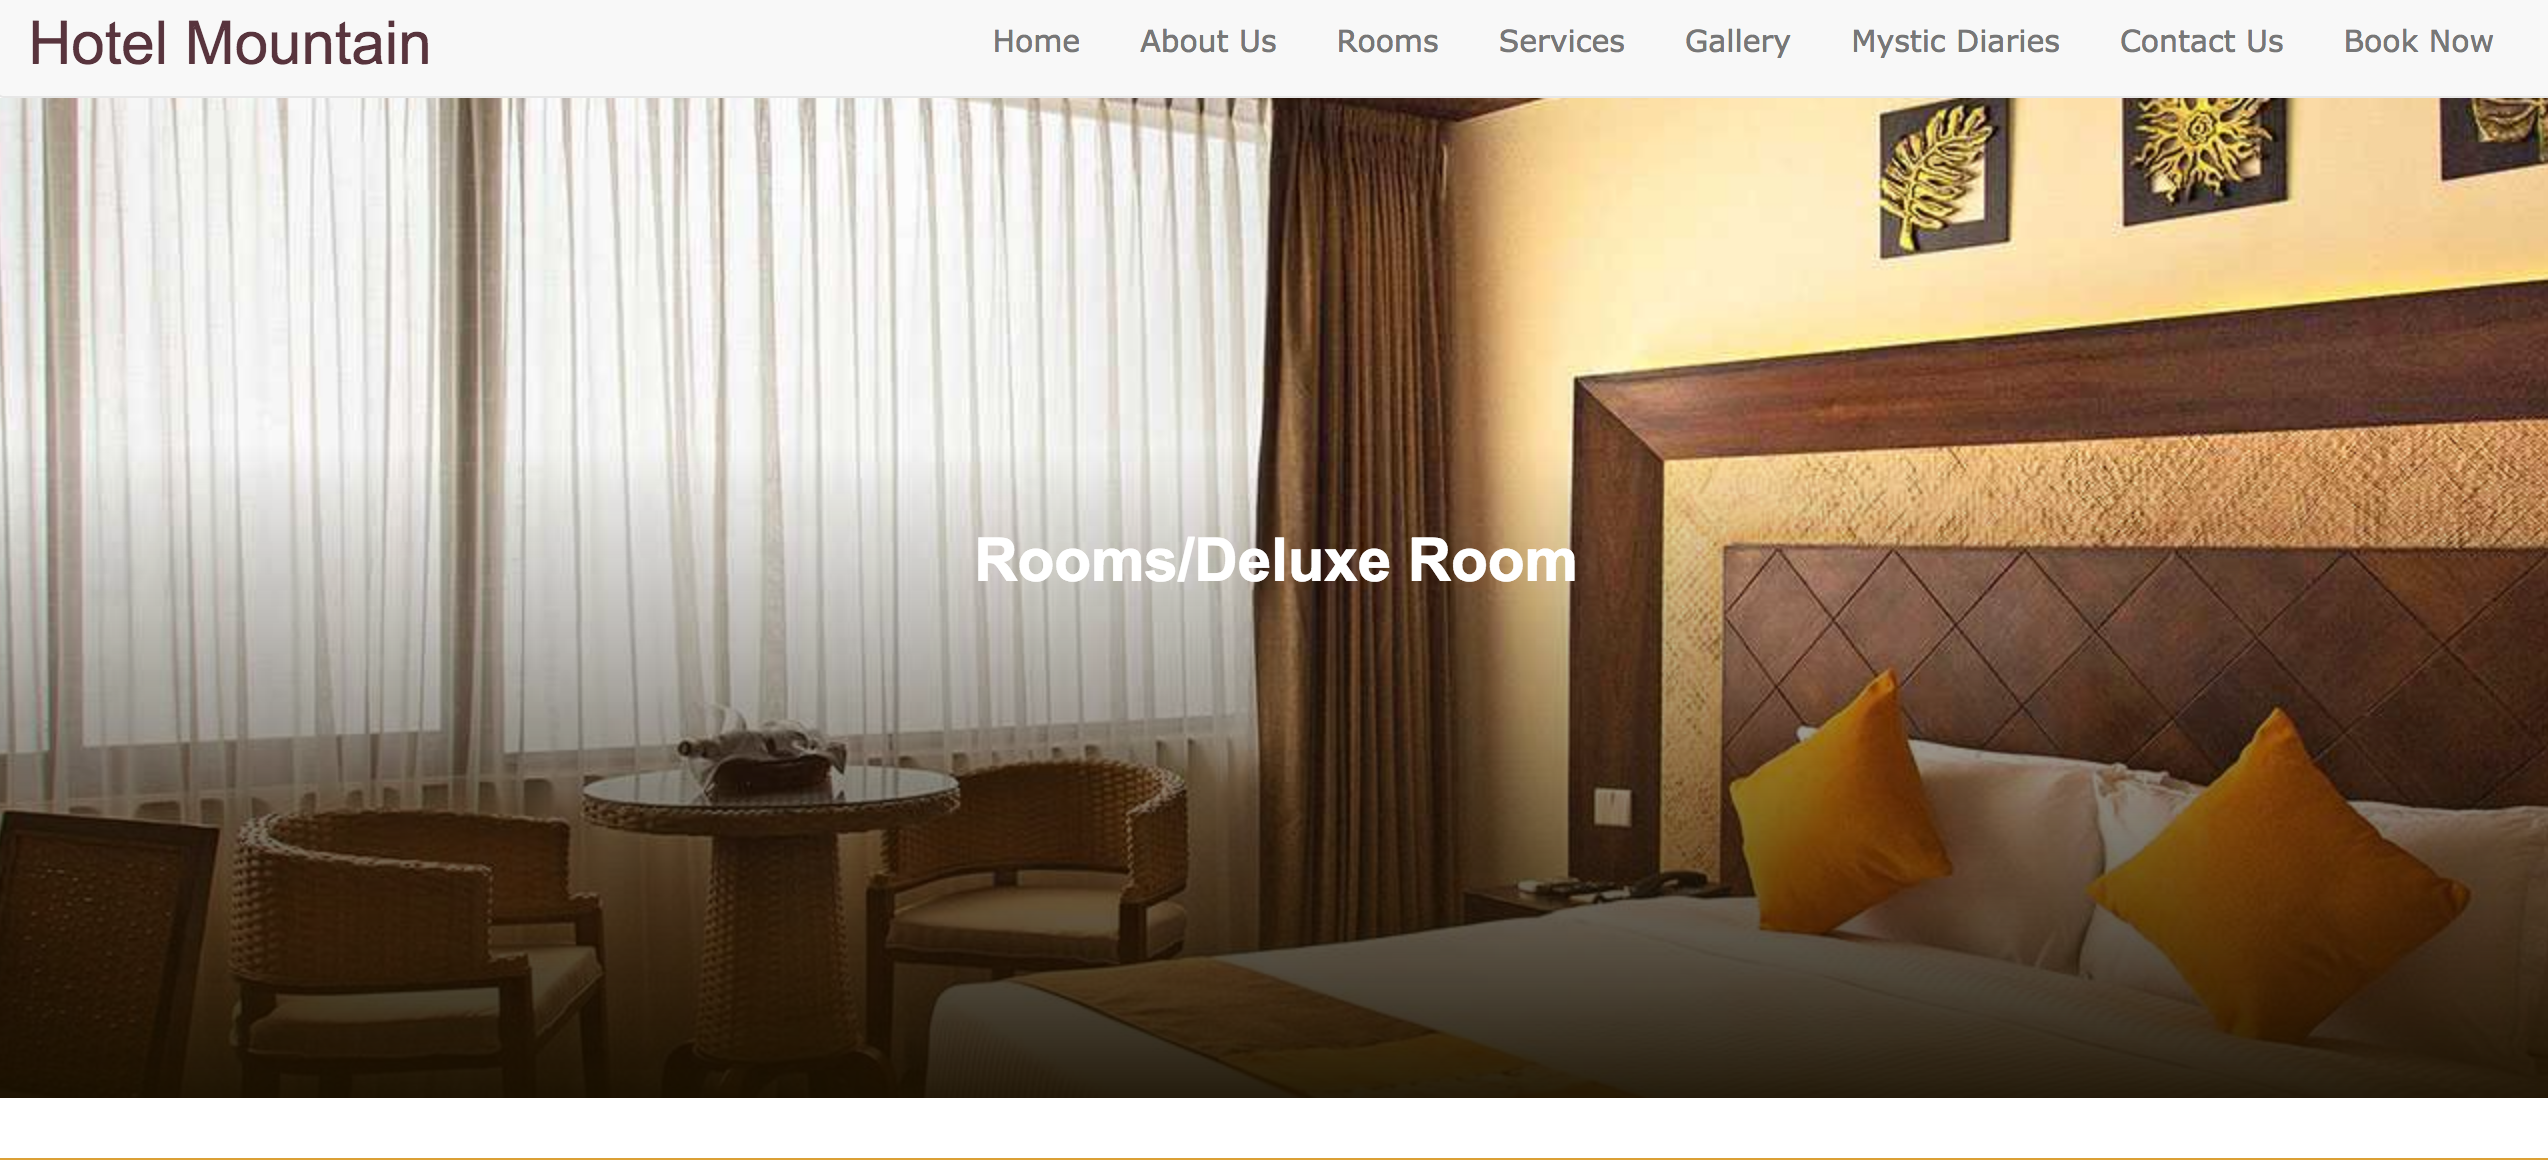 Hotel Mountain
Home About Us Rooms Services Gallery Mystic Diaries Contact Us Book Now
Rooms/Deluxe Room